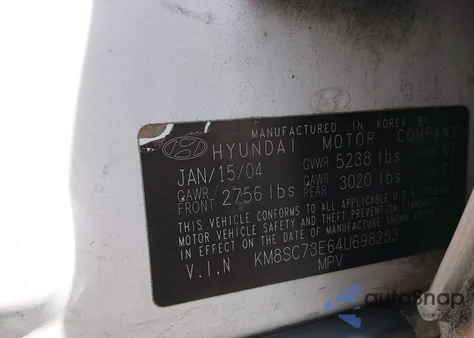 MANUFACTURED IN KOREA BY
HYUNDAI MOTOR COMPANY
JAN/15/04 GVWR 5238 lbs
GAWR FRONT 2756 lbs GAWR REAR 3020 lbs
THIS VEHICLE CONFORMS TO ALL APPLICABLE U.S.A.
MOTOR VEHICLE SAFETY AND THEFT PREVENTION STANDARDS
IN EFFECT ON THE DATE OF MANUFACTURE SHOWN ABOVE.
V.I.N KM8SC73E64U698253
MPV
autoSnap